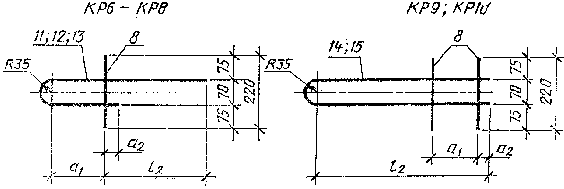 КР6 – КР8
КР9; КР10
11; 12; 13
8
R35
75
70
75
220
a₂
a₁
l₂
14; 15
8
R35
75
70
75
220
a₁
a₂
l₂